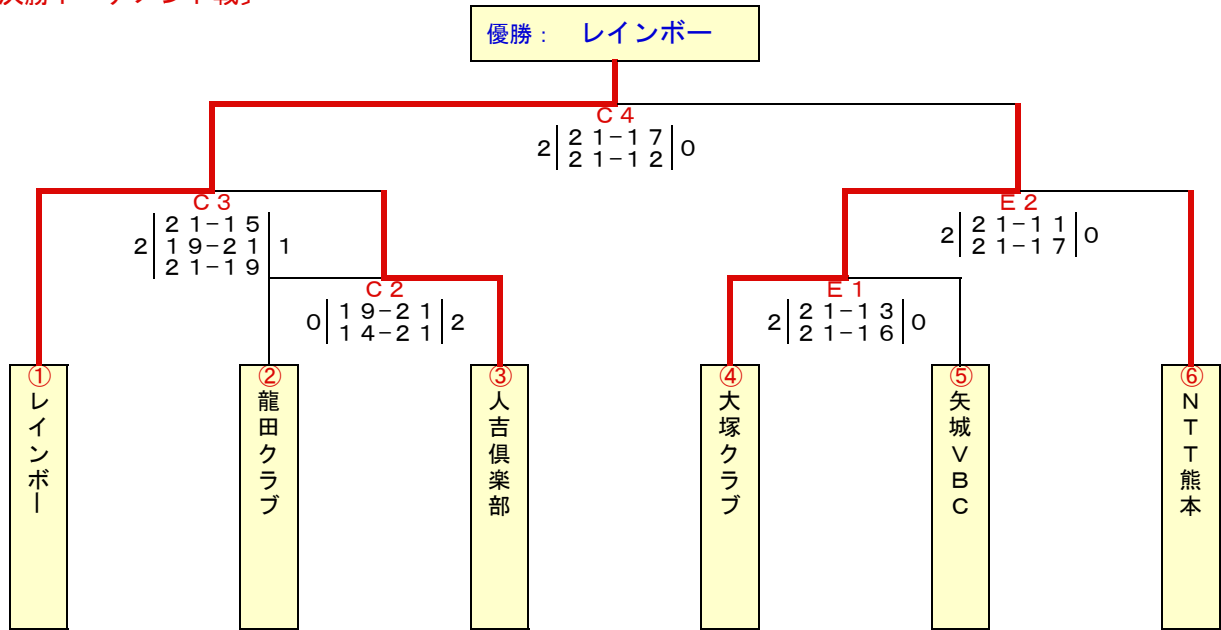 優勝： レインボー
C4
2 21-17 0
21-12
C3
21-15
2 19-21 1
21-19
E2
2 21-11 0
21-17
C2
0 19-21 2
14-21
E1
2 21-13 0
21-16
①レインボー
②龍田クラブ
③人吉倶楽部
④大塚クラブ
⑤矢城VBC
⑥NTT熊本